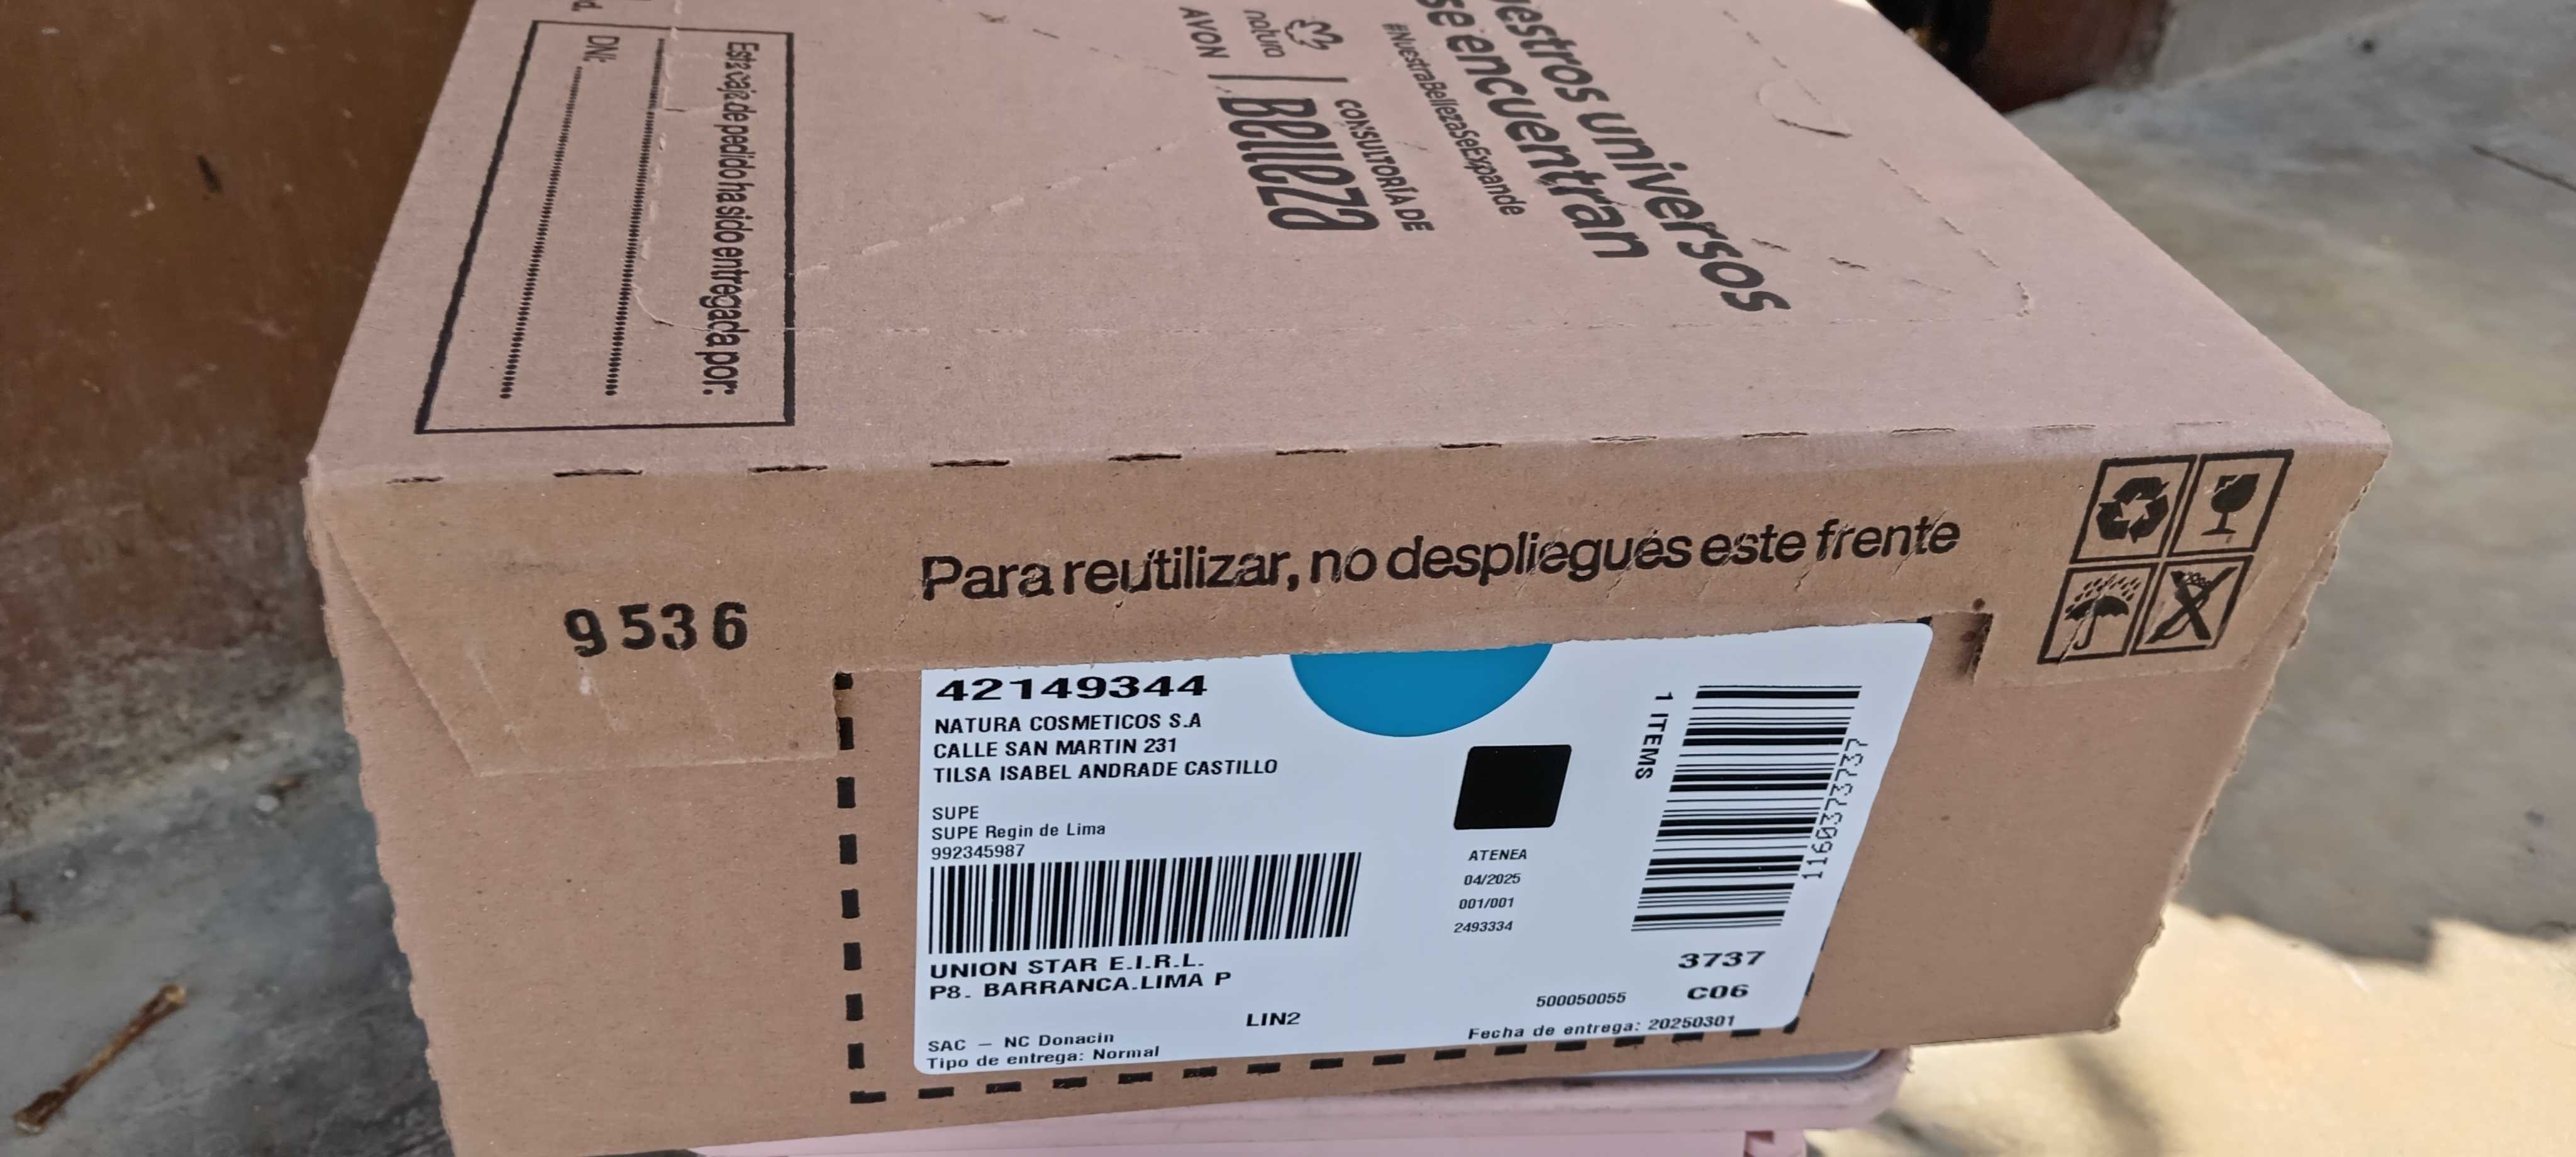 Esta caja de pedido ha sido entregada por:
DNI:
AVON
natura
CONSULTORÍA DE
Belleza
#NuestraBellezaSeExpande
universos
se encuentran
Para reutilizar, no despliegues este frente
9536
42149344
NATURA COSMETICOS S.A
CALLE SAN MARTIN 231
TILSA ISABEL ANDRADE CASTILLO
SUPE
SUPE Regin de Lima
992345987
UNION STAR E.I.R.L.
P8. BARRANCA.LIMA P
LIN2
SAC – NC Donacin
Tipo de entrega: Normal
ATENEA
04/2025
001/001
2493334
1 ITEMS
1160373737
3737
500050055
C06
Fecha de entrega: 20250301